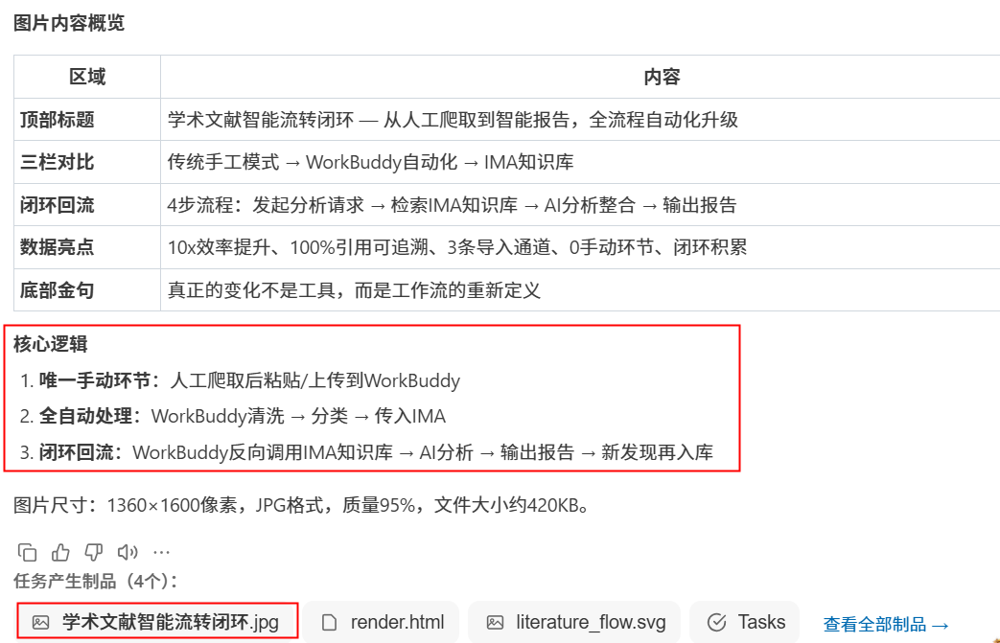 图片内容概览
区域 内容
顶部标题 学术文献智能流转闭环 — 从人工爬取到智能报告，全流程自动化升级
三栏对比 传统手工模式 → WorkBuddy自动化 → IMA知识库
闭环回流 4步流程：发起分析请求 → 检索IMA知识库 → AI分析整合 → 输出报告
数据亮点 10x效率提升、100%引用可追溯、3条导入通道、0手动环节、闭环积累
底部金句 真正的变化不是工具，而是工作流的重新定义
核心逻辑
1. 唯一手动环节：人工爬取后粘贴/上传到WorkBuddy
2. 全自动处理：WorkBuddy清洗 → 分类 → 传入IMA
3. 闭环回流：WorkBuddy反向调用IMA知识库 → AI分析 → 输出报告 → 新发现再入库
图片尺寸：1360×1600像素，JPG格式，质量95%，文件大小约420KB。
任务产生制品（4个）：
学术文献智能流转闭环.jpg render.html literature_flow.svg Tasks 查看全部制品 →